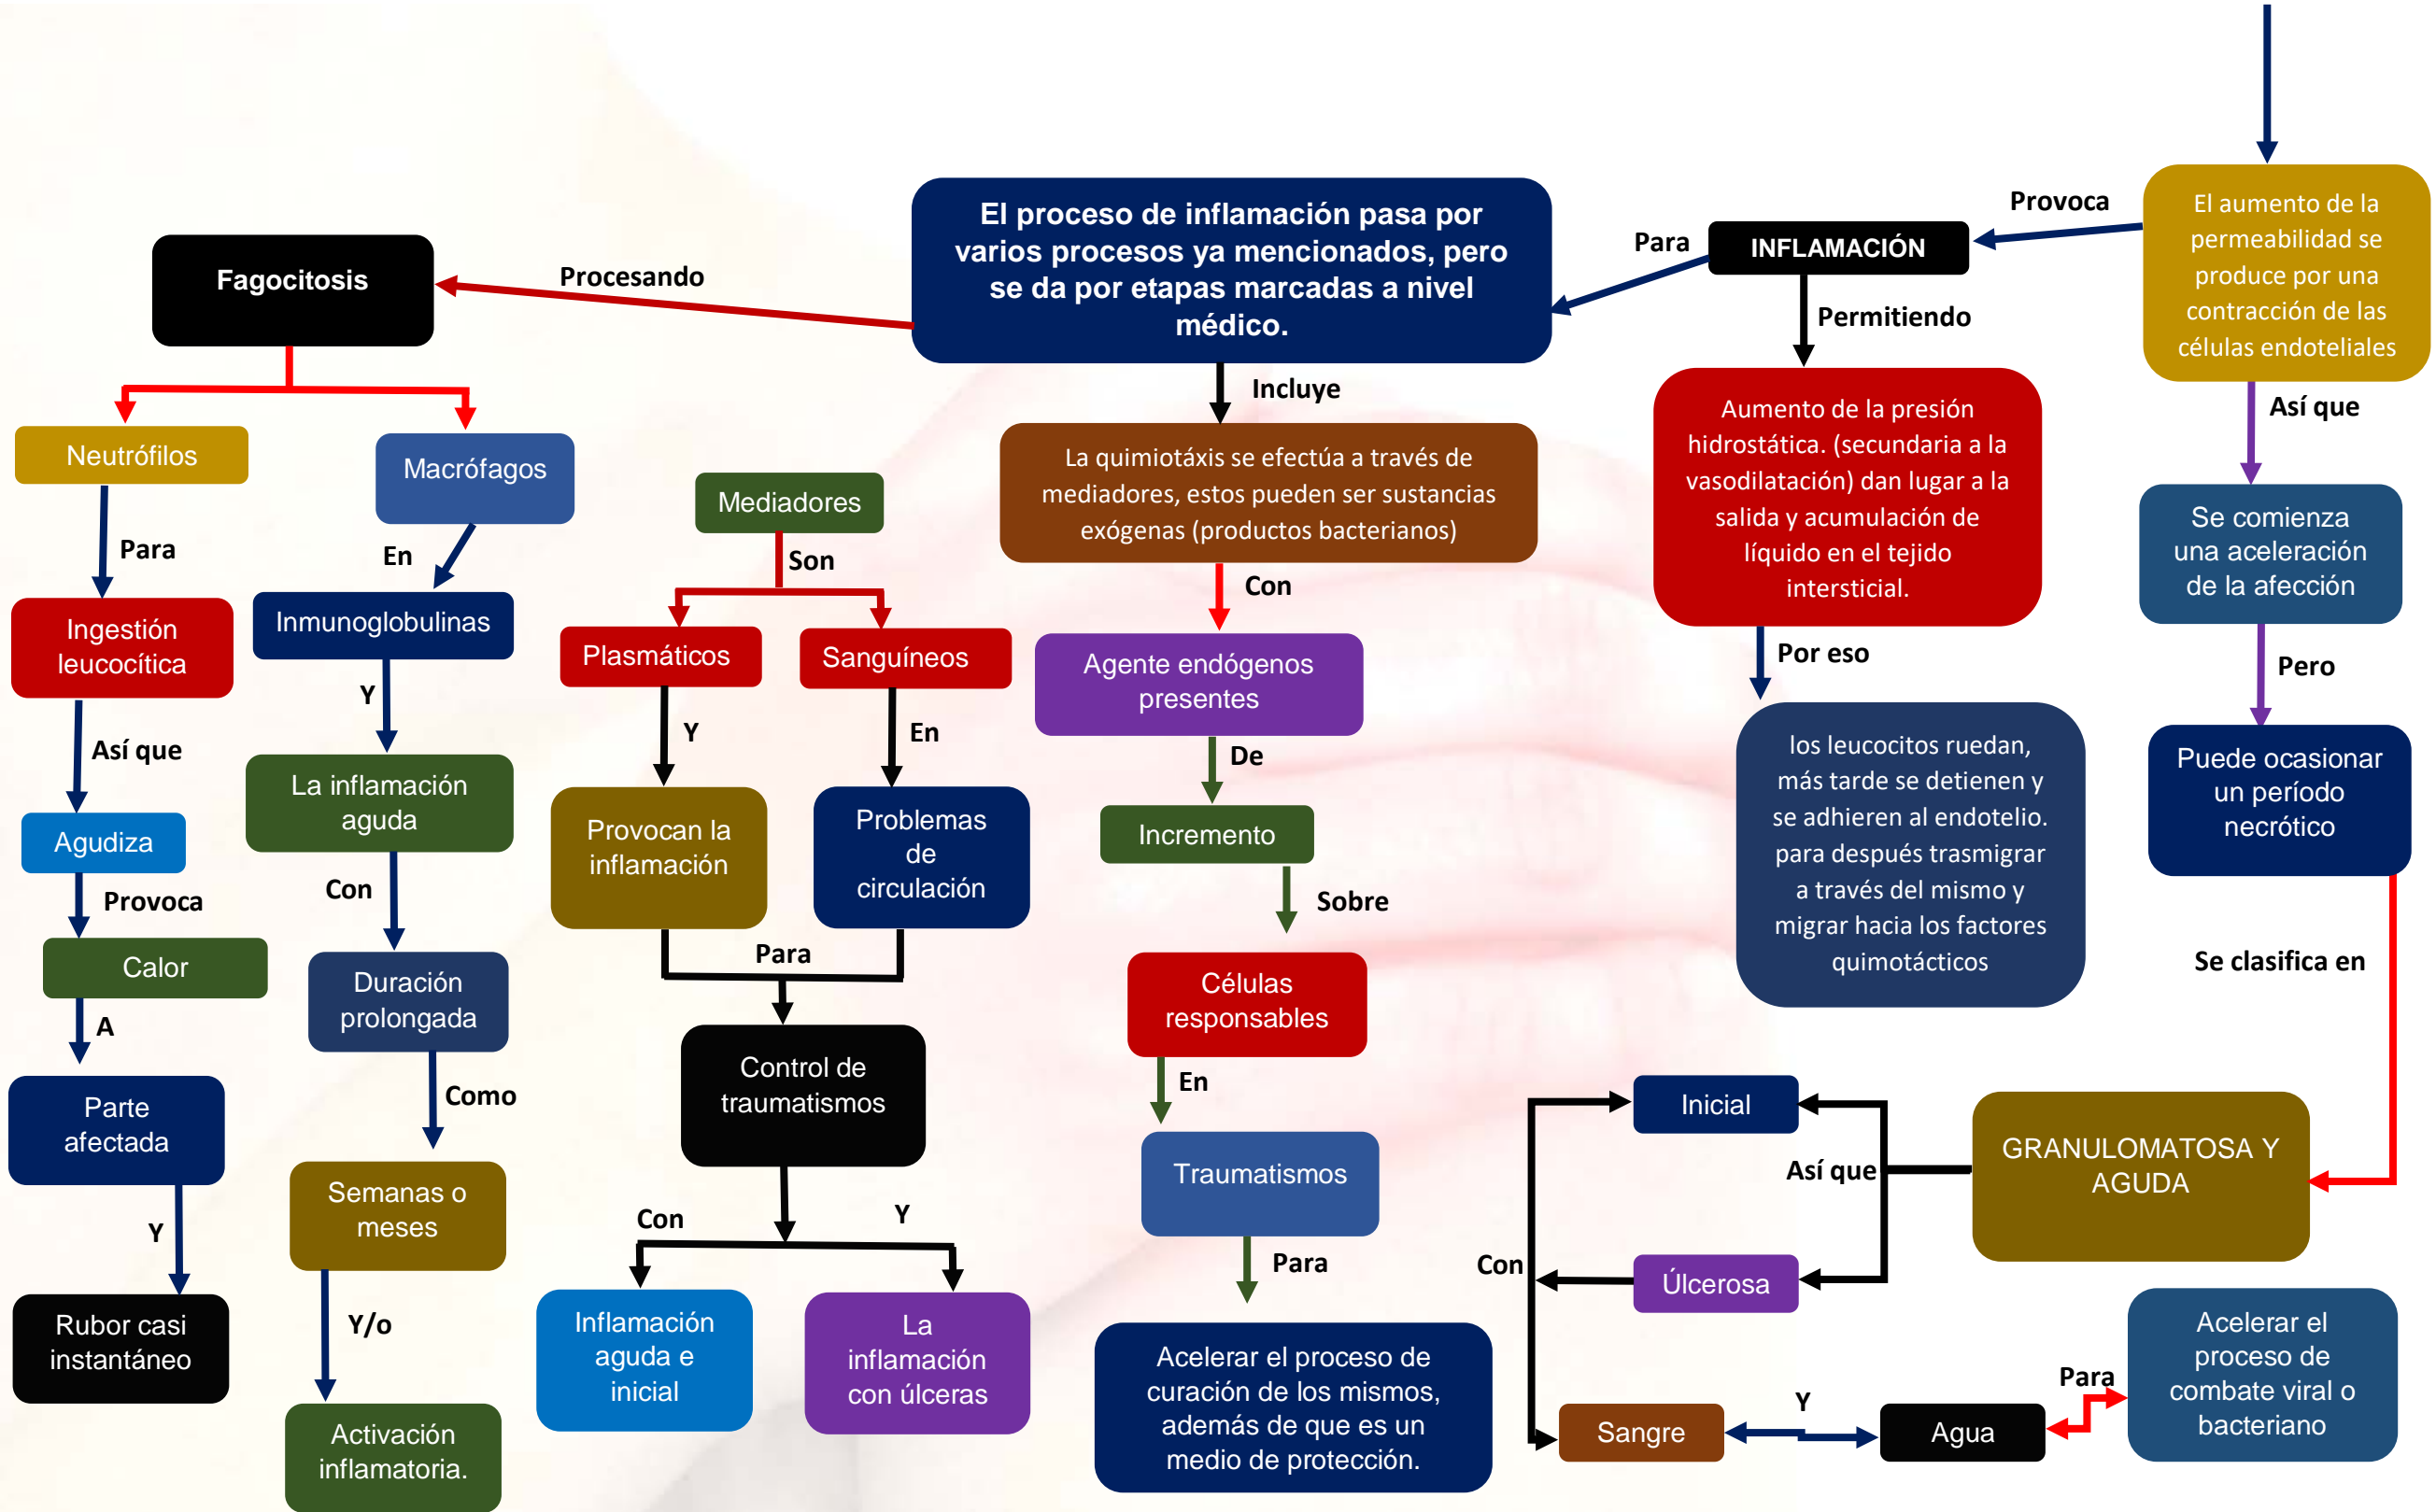 El proceso de inflamación pasa por
varios procesos ya mencionados, pero
se da por etapas marcadas a nivel
médico.
Procesando
Fagocitosis
Neutrófilos
Para
Ingestión
leucocítica
Así que
Agudiza
Provoca
Calor
A
Parte
afectada
Y
Rubor casi
instantáneo
Macrófagos
En
Inmunoglobulinas
Y
La inflamación
aguda
Con
Duración
prolongada
Como
Semanas o
meses
Y/o
Activación
inflamatoria.
Mediadores
Son
Plasmáticos
Y
Provocan la
inflamación
Sanguíneos
En
Problemas
de
circulación
Para
Control de
traumatismos
Con
Y
Inflamación
aguda e
inicial
La
inflamación
con úlceras
Incluye
La quimiotáxis se efectúa a través de
mediadores, estos pueden ser sustancias
exógenas (productos bacterianos)
Con
Agente endógenos
presentes
De
Incremento
Sobre
Células
responsables
En
Traumatismos
Para
Acelerar el proceso de
curación de los mismos,
además de que es un
medio de protección.
Para
INFLAMACIÓN
Permitiendo
Aumento de la presión
hidrostática. (secundaria a la
vasodilatación) dan lugar a la
salida y acumulación de
líquido en el tejido
intersticial.
Por eso
los leucocitos ruedan,
más tarde se detienen y
se adhieren al endotelio.
para después trasmigrar
a través del mismo y
migrar hacia los factores
quimotácticos
Provoca
El aumento de la
permeabilidad se
produce por una
contracción de las
células endoteliales
Así que
Se comienza
una aceleración
de la afección
Pero
Puede ocasionar
un período
necrótico
Se clasifica en
GRANULOMATOSA Y
AGUDA
Así que
Inicial
Úlcerosa
Con
Sangre
Y
Agua
Para
Acelerar el
proceso de
combate viral o
bacteriano